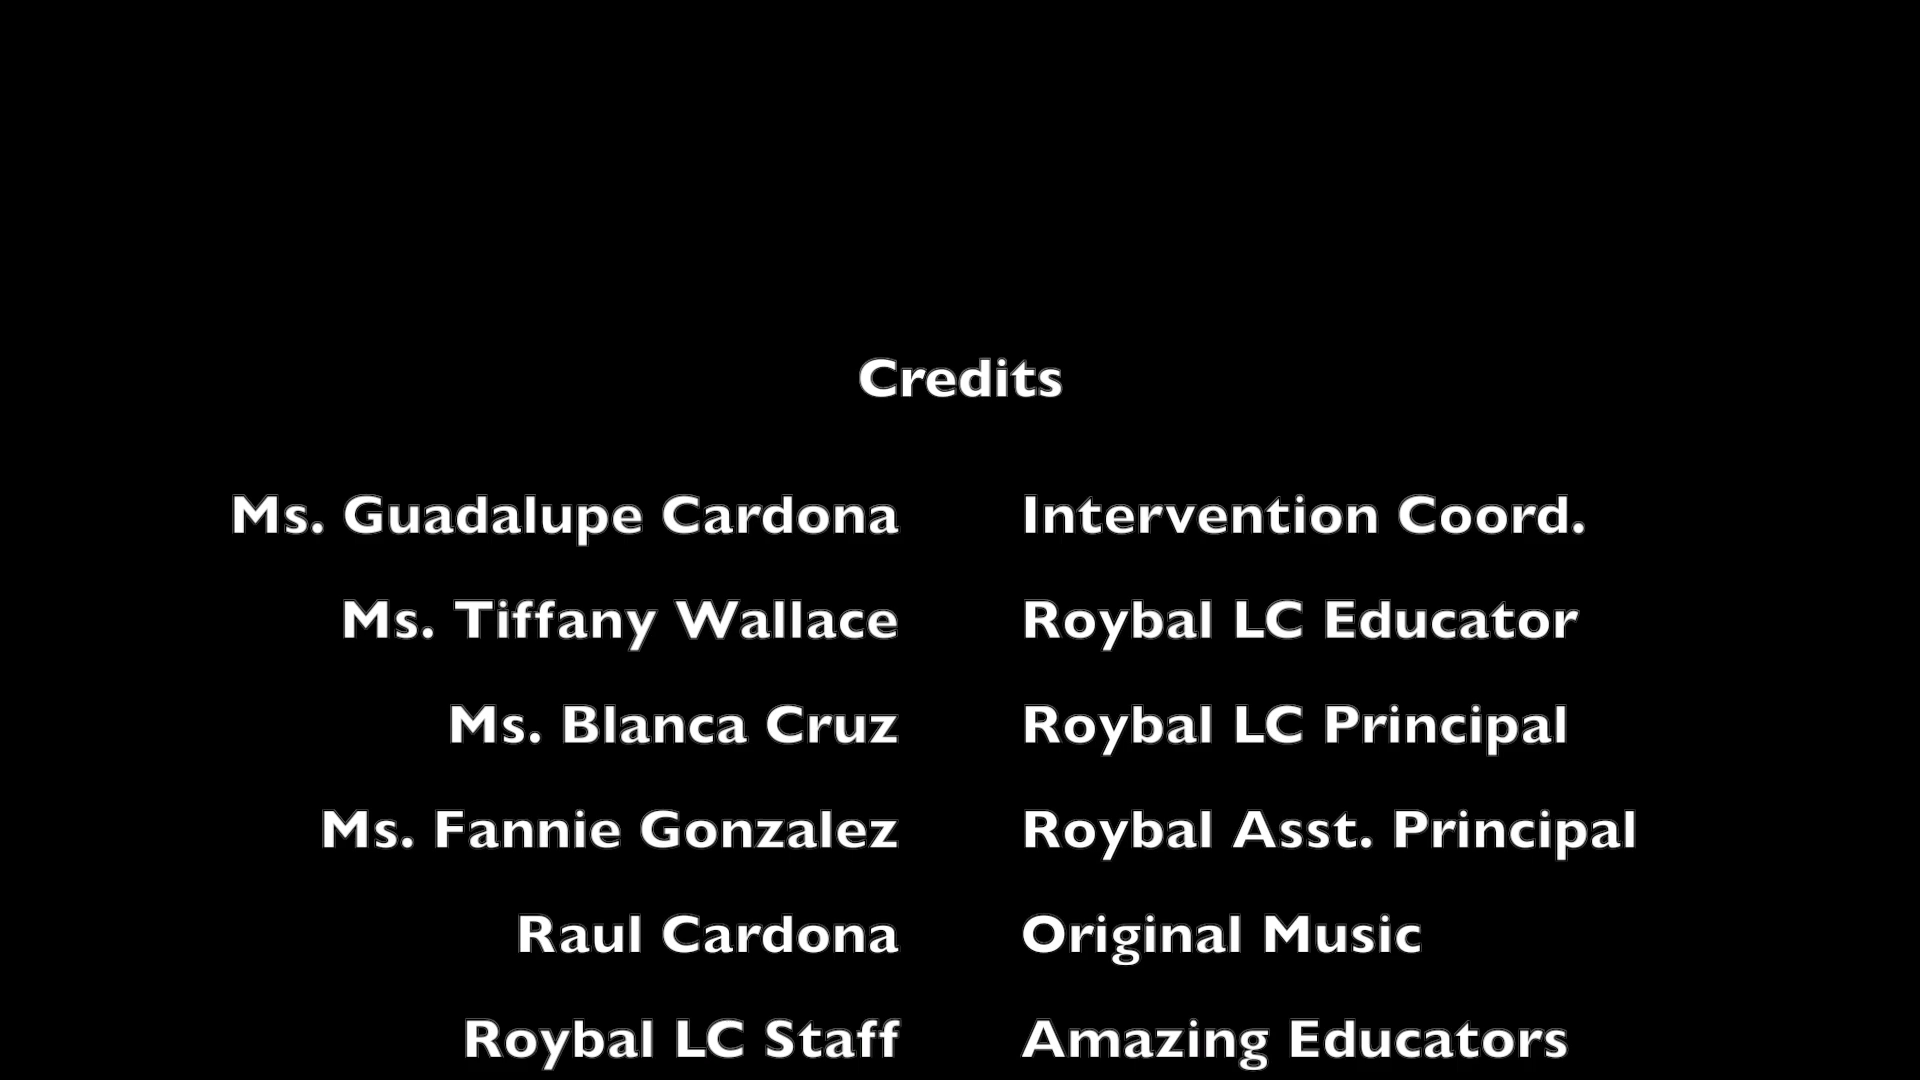 Credits
Ms. Guadalupe Cardona Intervention Coord.
Ms. Tiffany Wallace Roybal LC Educator
Ms. Blanca Cruz Roybal LC Principal
Ms. Fannie Gonzalez Roybal Asst. Principal
Raul Cardona Original Music
Roybal LC Staff Amazing Educators